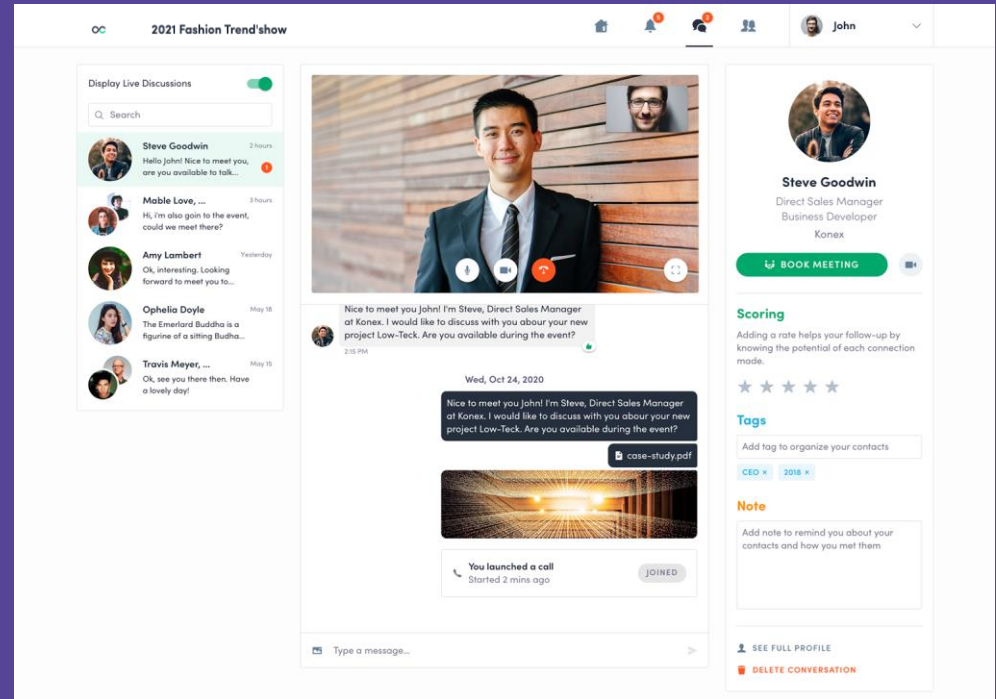 2021 Fashion Trend'show
6
3
John
Display Live Discussions
Search
Steve Goodwin
2 hours
Hello John! Nice to meet you,
are you available to talk...
1
Mable Love, ...
3 hours
Hi, i'm also goin to the event,
could we meet there?
Amy Lambert
Yesterday
Ok, interesting. Looking
forward to meet you to...
Ophelia Doyle
May 18
The Emerlard Buddha is a
figurine of a sitting Budha...
Travis Meyer, ...
May 15
Ok, see you there then. Have
a lovely day!
Nice to meet you John! I'm Steve, Direct Sales Manager
at Konex. I would like to discuss with you abour your new
project Low-Teck. Are you available during the event?
2:15 PM
Wed, Oct 24, 2020
Nice to meet you John! I'm Steve, Direct Sales Manager
at Konex. I would like to discuss with you abour your new
project Low-Teck. Are you available during the event?
case-study.pdf
You launched a call
Started 2 mins ago
JOINED
Type a message...
Steve Goodwin
Direct Sales Manager
Business Developer
Konex
BOOK MEETING
Scoring
Adding a rate helps your follow-up by
knowing the potential of each connection
made.
Tags
Add tag to organize your contacts
CEO ×
2018 ×
Note
Add note to remind you about your
contacts and how you met them
SEE FULL PROFILE
DELETE CONVERSATION